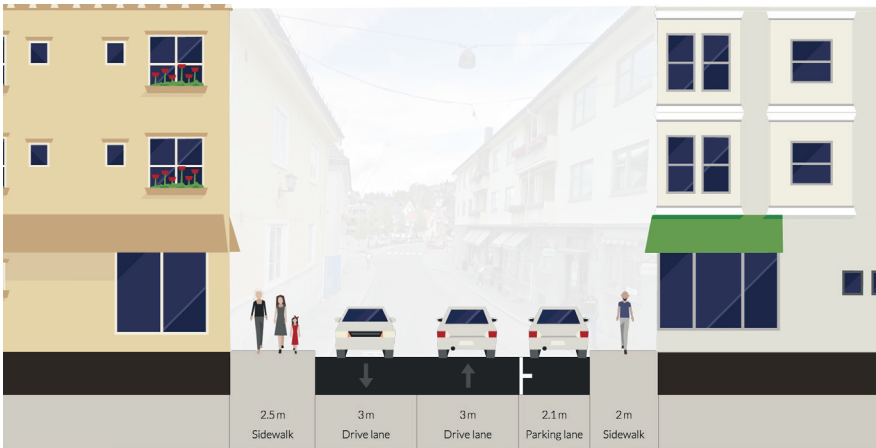 2.5 m
Sidewalk
3 m
Drive lane
3 m
Drive lane
2.1 m
Parking lane
2 m
Sidewalk